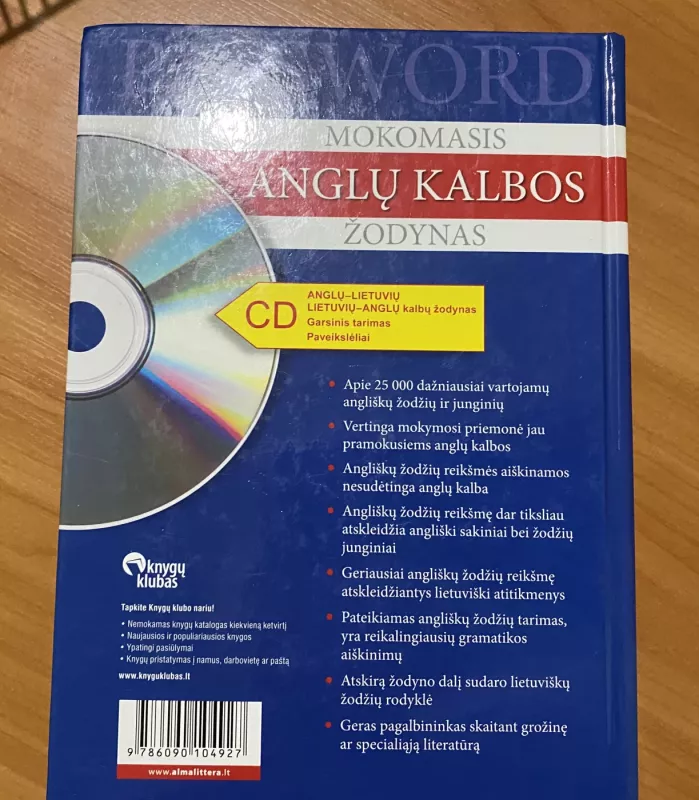 PASSWORD
MOKOMASIS
ANGLŲ KALBOS
ŽODYNAS
CD
ANGLŲ–LIETUVIŲ
LIETUVIŲ–ANGLŲ kalbų žodynas
Garsinis tarimas
Paveikslėliai
• Apie 25 000 dažniausiai vartojamų
angliškų žodžių ir junginių
• Vertinga mokymosi priemonė jau
pramokusiems anglų kalbos
• Angliškų žodžių reikšmės aiškinamos
nesudėtinga anglų kalba
• Angliškų žodžių reikšmę dar tiksliau
atskleidžia angliški sakiniai bei žodžių
junginiai
• Geriausiai angliškų žodžių reikšmę
atskleidžiantys lietuviški atitikmenys
• Pateikiamas angliškų žodžių tarimas,
yra reikalingiausių gramatikos
aiškinimų
• Atskirą žodyno dalį sudaro lietuviškų
žodžių rodyklė
• Geras pagalbininkas skaitant grožinę
ar specialiąją literatūrą
knygų
klubas
Tapkite Knygų klubo nariu!
• Nemokamas knygų katalogas kiekvieną ketvirtį
• Naujausios ir populiariausios knygos
• Ypatingi pasiūlymai
• Knygų pristatymas į namus, darbovietę ar paštą
www.knyguklubas.lt
9 786090 104927
www.almalittera.lt